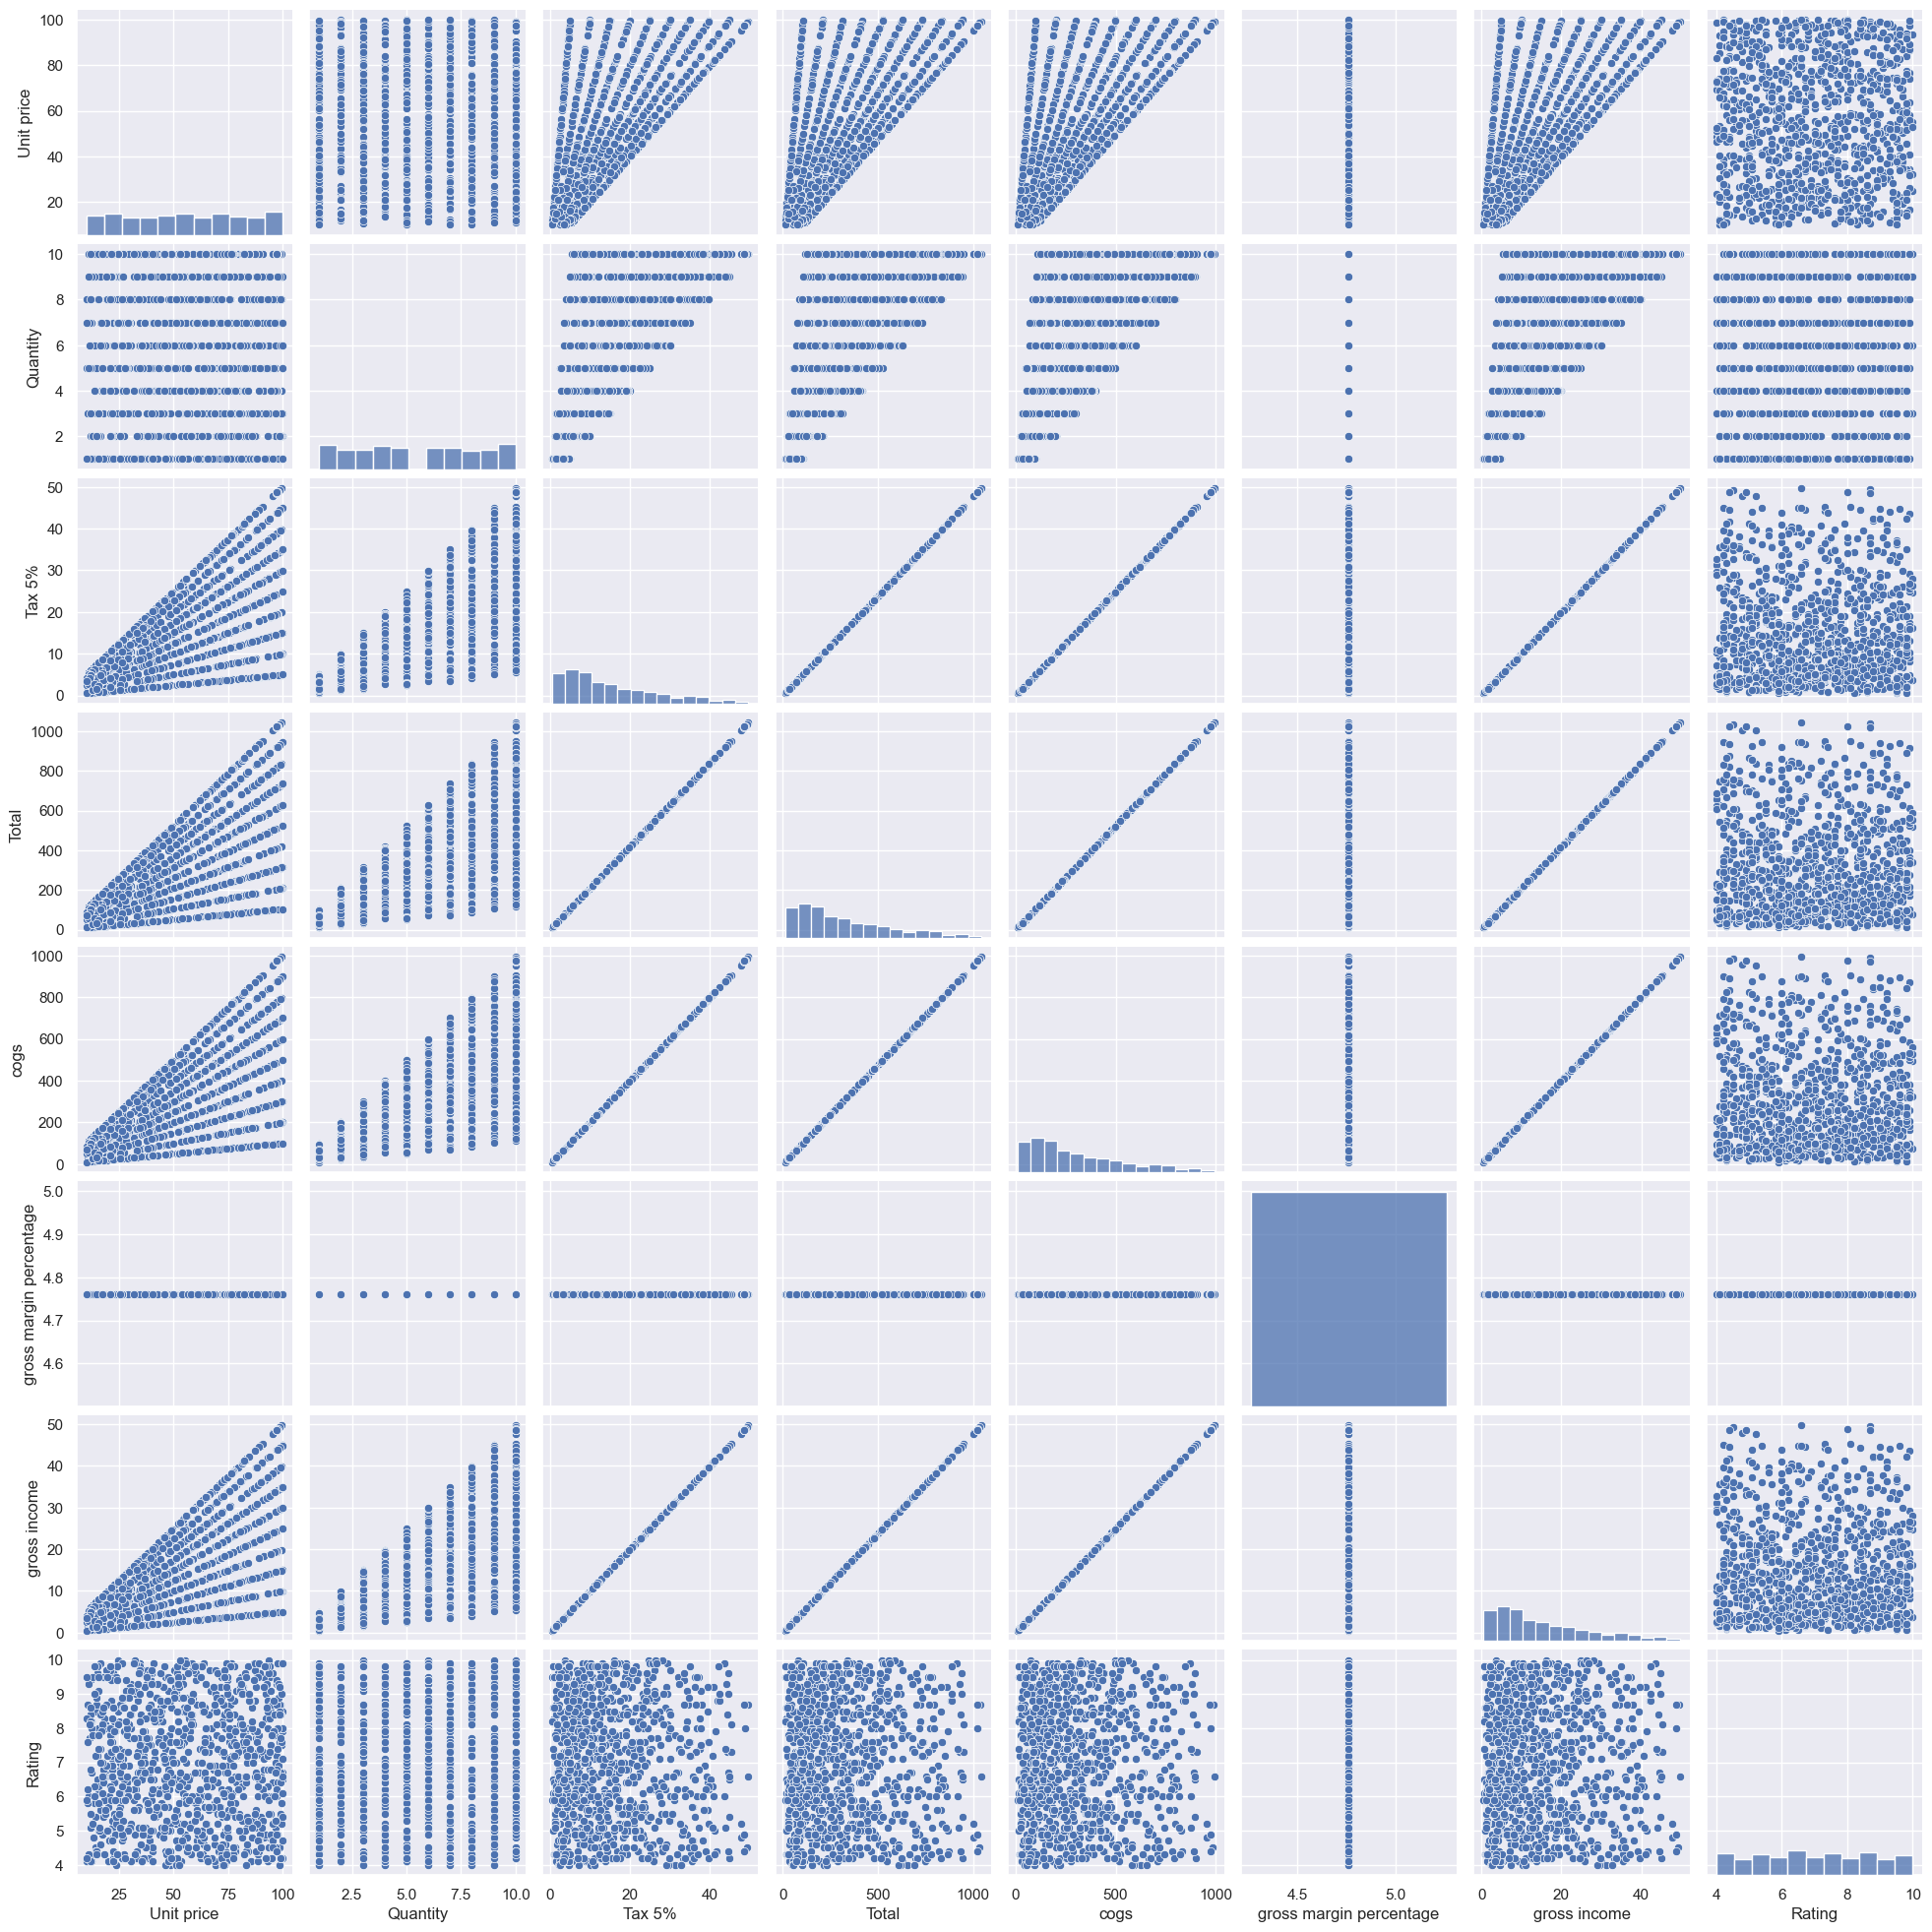 100
80
60
40
20
Unit price
10
8
6
4
2
Quantity
50
40
30
20
10
0
Tax 5%
1000
800
600
400
200
0
Total
1000
800
600
400
200
0
cogs
5.0
4.9
4.8
4.7
4.6
gross margin percentage
50
40
30
20
10
0
gross income
10
9
8
7
6
5
4
Rating
25 50 75 100
2.5 5.0 7.5 10.0
0 20 40
0 500 1000
0 500 1000
4.5 5.0
0 20 40
4 6 8 10
Unit price
Quantity
Tax 5%
Total
cogs
gross margin percentage
gross income
Rating